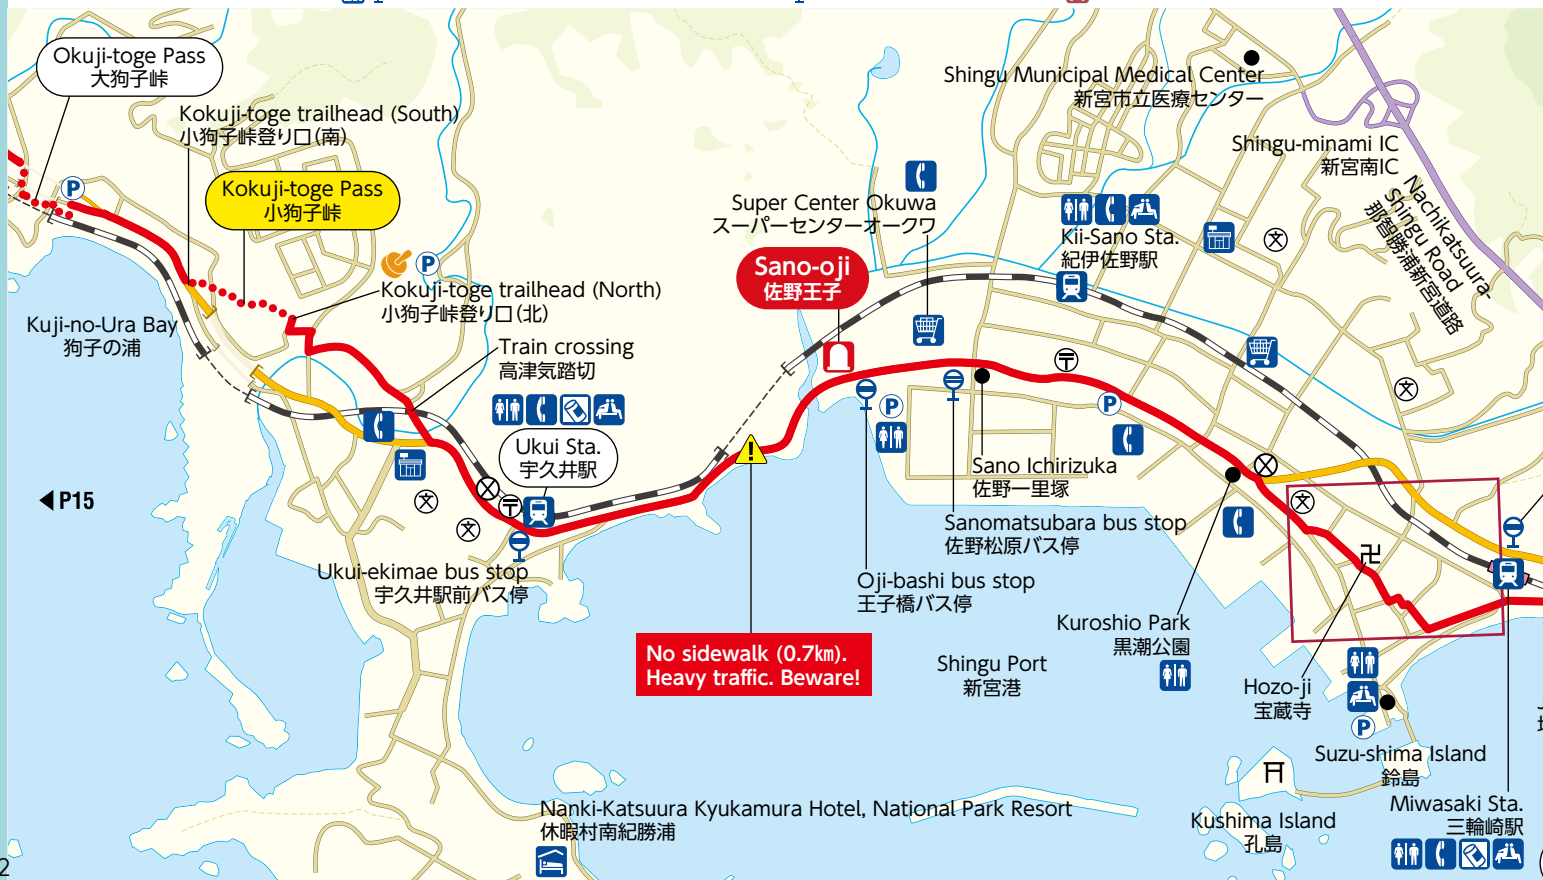 Okuji-toge Pass
大狗子峠
Kokuji-toge trailhead (South)
小狗子峠登り口(南)
P
Kokuji-toge Pass
小狗子峠
P
Kokuji-toge trailhead (North)
小狗子峠登り口(北)
Kuji-no-Ura Bay
狗子の浦
Train crossing
高津気踏切
Ukui Sta.
宇久井駅
◀P15
文
文
〒
Ukui-ekimae bus stop
宇久井駅前バス停
Shingu Municipal Medical Center
新宮市立医療センター
Shingu-minami IC
新宮南IC
Nachikatsuura-
Shingu Road
那智勝浦新宮道路
Super Center Okuwa
スーパーセンターオークワ
Kii-Sano Sta.
紀伊佐野駅
文
Sano-oji
佐野王子
〒
文
P
P
Sano Ichirizuka
佐野一里塚
Sanomatsubara bus stop
佐野松原バス停
文
Oji-bashi bus stop
王子橋バス停
卍
Kuroshio Park
黒潮公園
No sidewalk (0.7㎞).
Heavy traffic. Beware!
Shingu Port
新宮港
Hozo-ji
宝蔵寺
P
Suzu-shima Island
鈴島
Nanki-Katsuura Kyukamura Hotel, National Park Resort
休暇村南紀勝浦
Kushima Island
孔島
Miwasaki Sta.
三輪崎駅
2